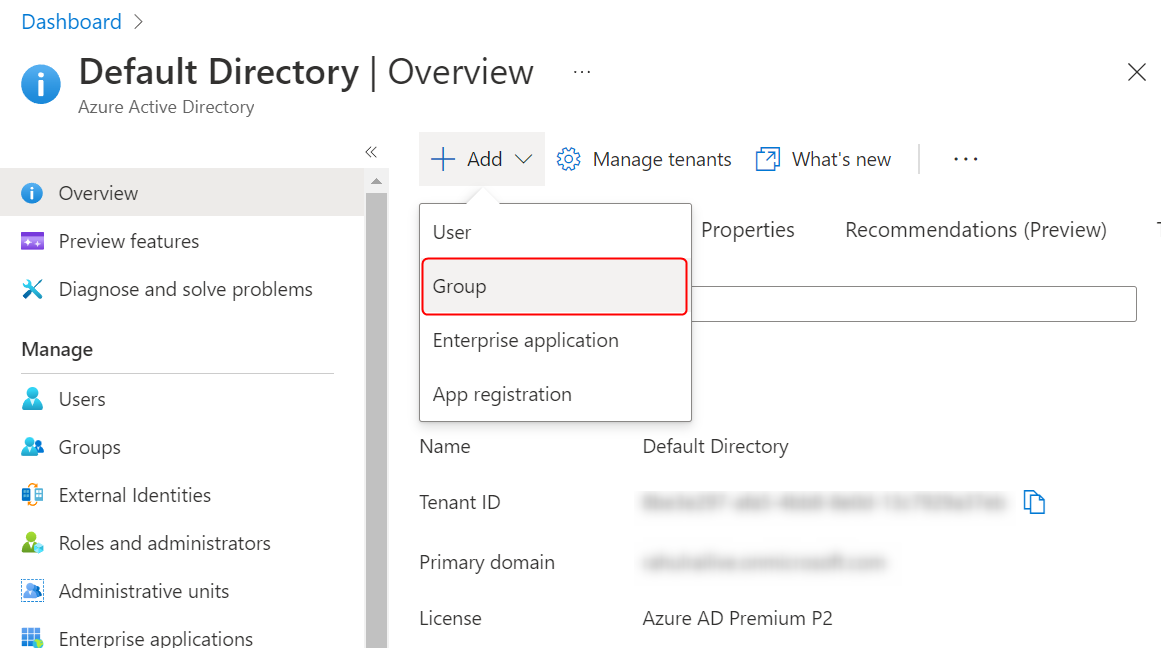 Dashboard
Default Directory | Overview ...
Azure Active Directory
Add
Manage tenants
What's new
Overview
Preview features
Diagnose and solve problems
Manage
Users
Groups
External Identities
Roles and administrators
Administrative units
Enterprise applications
User
Group
Enterprise application
App registration
Properties
Recommendations (Preview)
Name Default Directory
Tenant ID
Primary domain
License Azure AD Premium P2